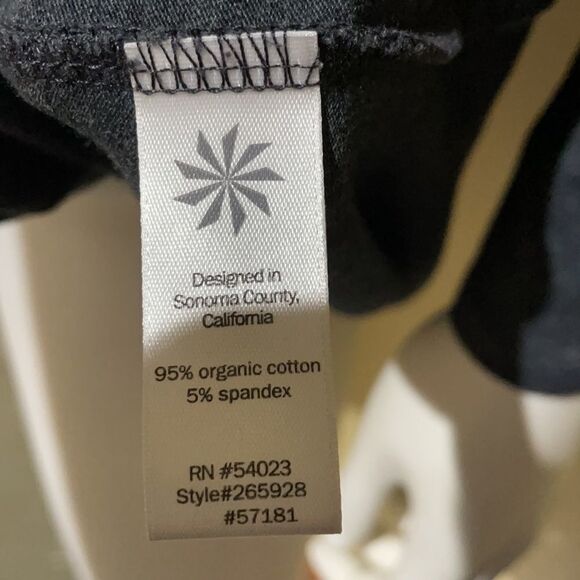 Designed in
Sonoma County,
California
95% organic cotton
5% spandex
RN #54023
Style#265928
#57181